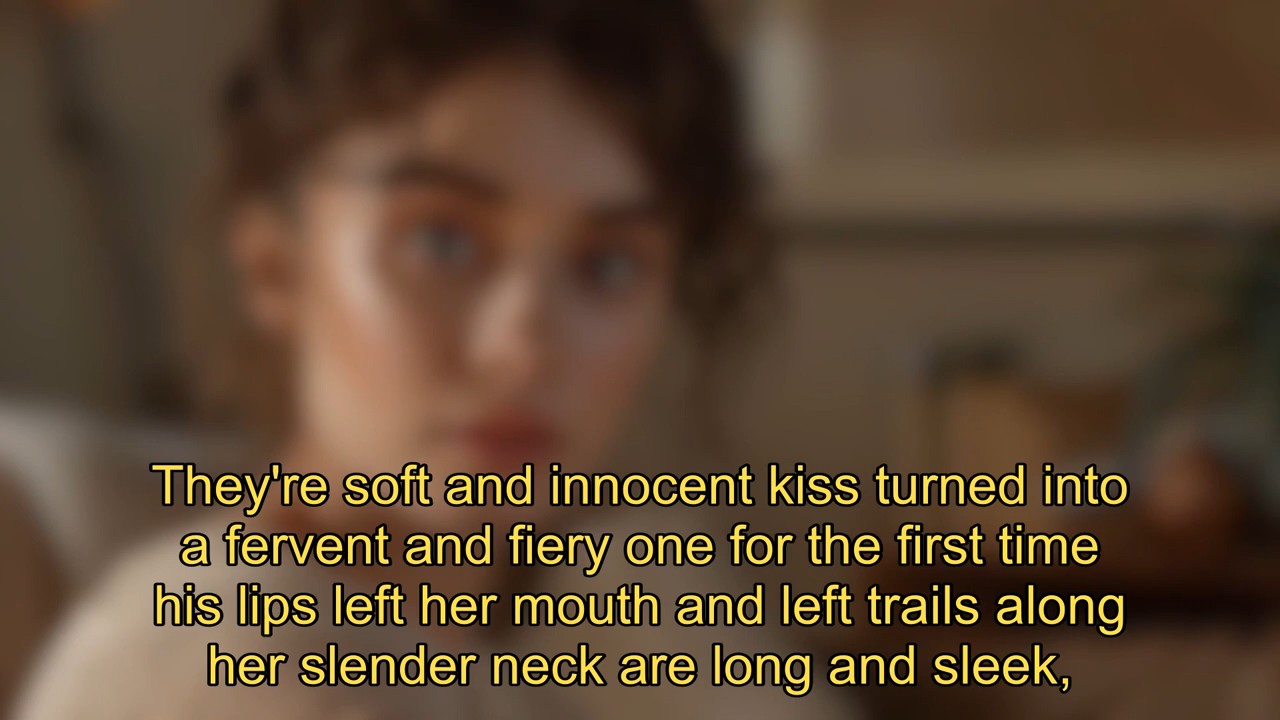 They're soft and innocent kiss turned into
a fervent and fiery one for the first time
his lips left her mouth and left trails along
her slender neck are long and sleek,